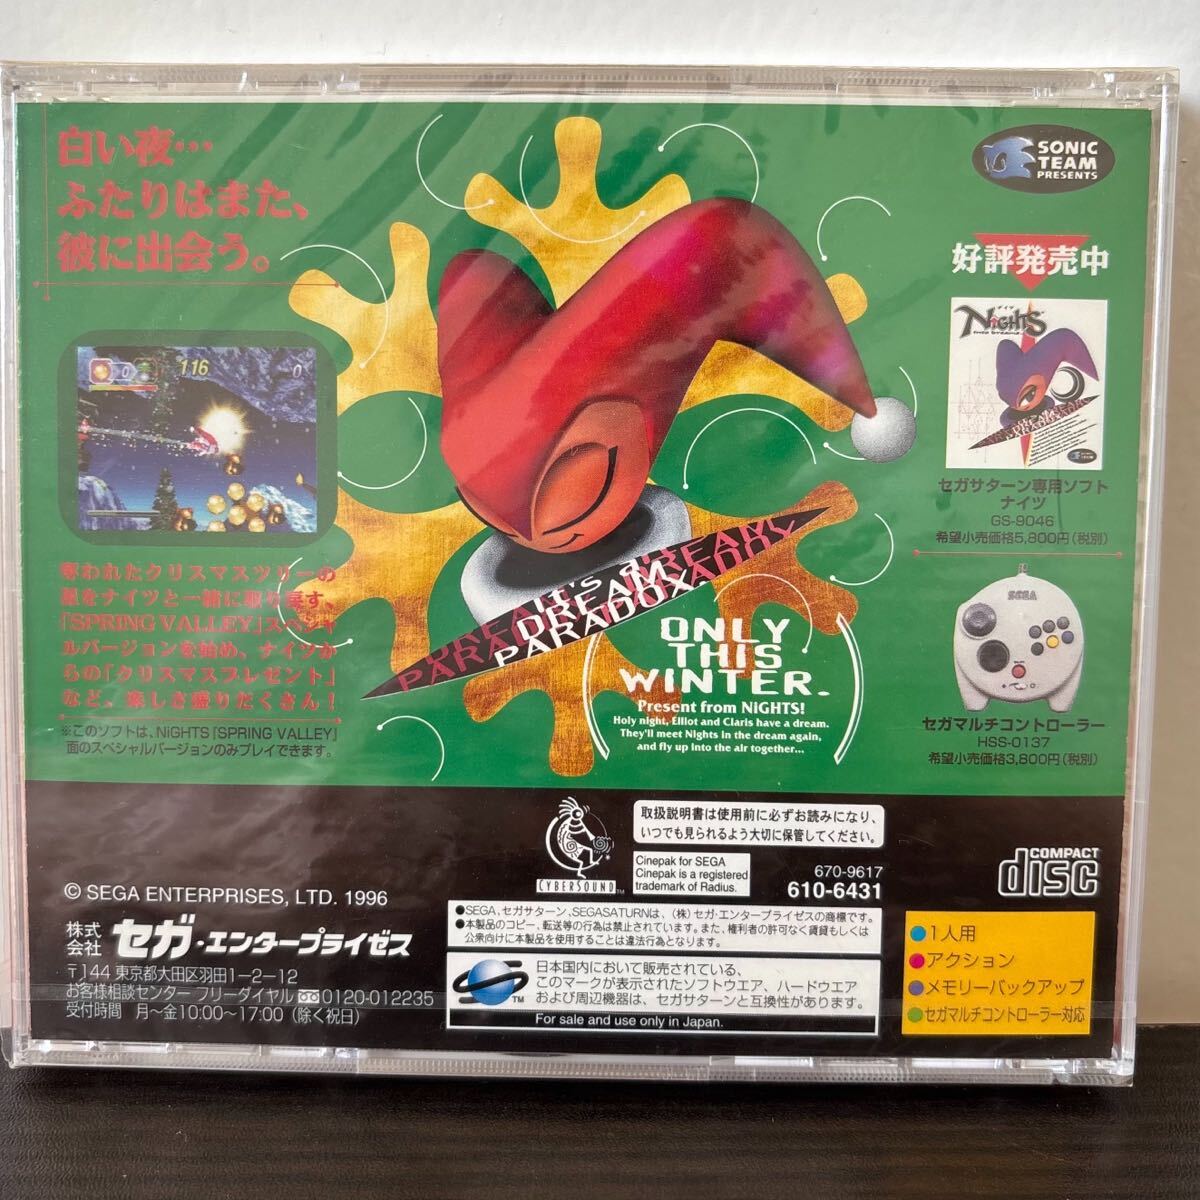 白い夜…
ふたりはまた、
彼に出会う。
SONIC
TEAM
PRESENTS
好評発売中
ナイツ
NiGHTS
DREAM
PARADOX
セガサターン専用ソフト
ナイツ
GS-9046
希望小売価格5,800円(税別)
SEGA
セガマルチコントローラー
HSS-0137
希望小売価格3,800円(税別)
0 116 0
奪われたクリスマスツリーの
星をナイツと一緒に取り戻す、
「SPRING VALLEY」スペシャ
ルバージョンを始め、ナイツか
らの「クリスマスプレゼント」
など、楽しさ盛りだくさん!
※このソフトは、NiGHTS「SPRING VALLEY」
面のスペシャルバージョンのみプレイできます。
It's a
DREAM
PARADOX.
ONLY
THIS
WINTER.
Present from NiGHTS!
Holy night, Elliot and Claris have a dream.
They'll meet Nights in the dream again,
and fly up into the air together...
CYBERSOUND™
取扱説明書は使用前に必ずお読みになり、
いつでも見られるよう大切に保管してください。
Cinepak for SEGA
Cinepak is a registered
trademark of Radius.
670-9617
610-6431
COMPACT
disc
© SEGA ENTERPRISES, LTD. 1996
株式会社 セガ・エンタープライゼス
〒144 東京都大田区羽田1-2-12
お客様相談センター フリーダイヤル 0120-012235
受付時間 月〜金10:00〜17:00(除く祝日)
●SEGA、セガサターン、SEGASATURNは、(株)セガ・エンタープライゼスの商標です。
●本製品のコピー、転送等の行為は禁止されています。また、権利者の許可なく賃貸もしくは
公衆向けに本製品を使用することは違法行為となります。
TM
日本国内において販売されている、
このマークが表示されたソフトウエア、ハードウエア
および周辺機器は、セガサターンと互換性があります。
For sale and use only in Japan.
●1人用
●アクション
●メモリーバックアップ
●セガマルチコントローラー対応